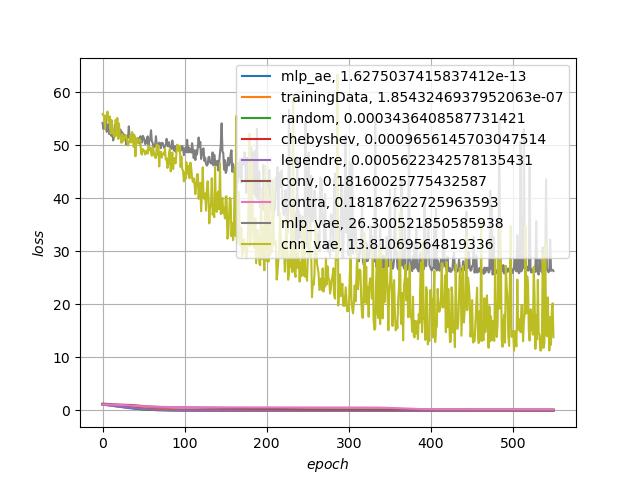 60
50
40
30
20
10
0
loss
mlp_ae, 1.6275037415837412e-13
trainingData, 1.8543246937952063e-07
random, 0.0003436408587731421
chebyshev, 0.0009656145703047514
legendre, 0.0005622342578135431
conv, 0.18160025775432587
contra, 0.18187622725963593
mlp_vae, 26.300521850585938
cnn_vae, 13.81069564819336
0 100 200 300 400 500
epoch